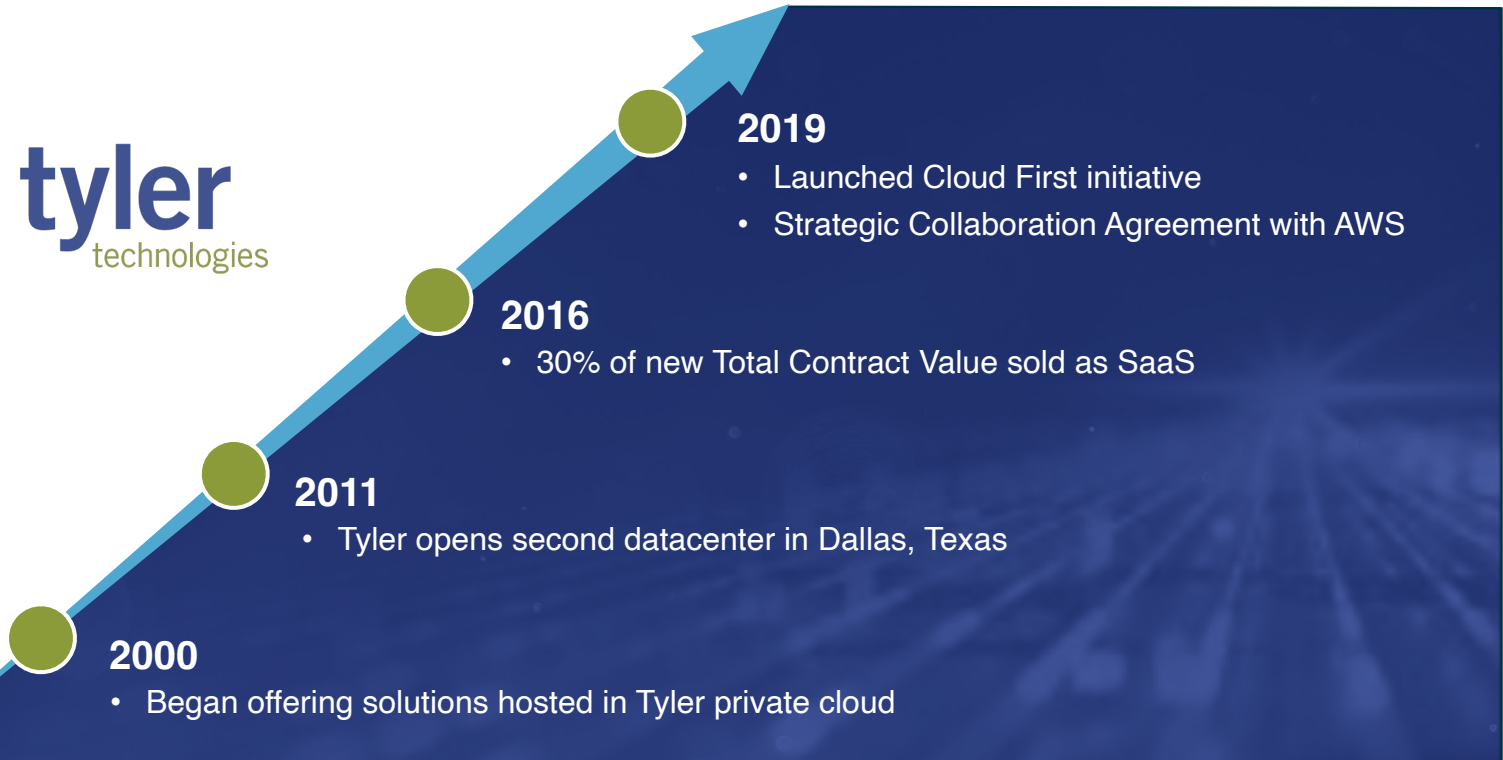 tyler
technologies
2019
• Launched Cloud First initiative
• Strategic Collaboration Agreement with AWS
2016
• 30% of new Total Contract Value sold as SaaS
2011
• Tyler opens second datacenter in Dallas, Texas
2000
• Began offering solutions hosted in Tyler private cloud